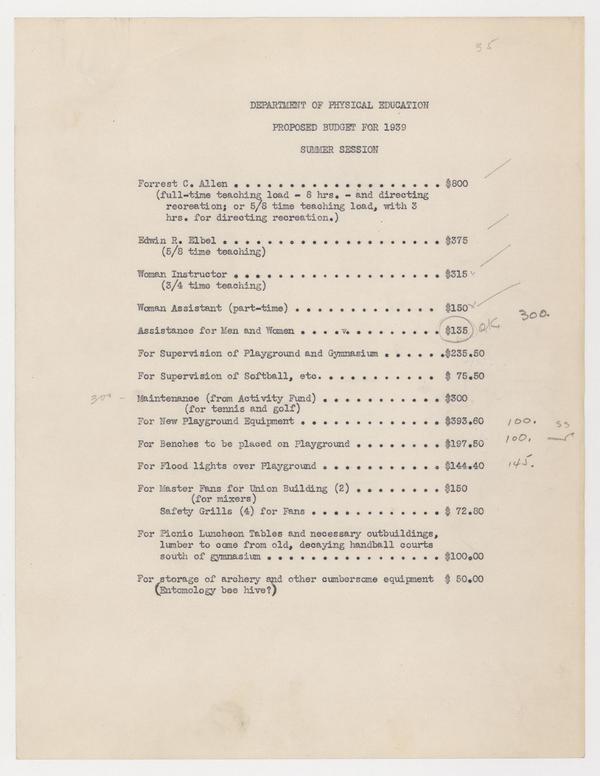 35
DEPARTMENT OF PHYSICAL EDUCATION
PROPOSED BUDGET FOR 1939
SUMMER SESSION
Forrest C. Allen . . . . . . . . . . . . . . . . . . . $800
(full-time teaching load - 8 hrs. - and directing
recreation; or 5/8 time teaching load, with 3
hrs. for directing recreation.)
Edwin R. Elbel . . . . . . . . . . . . . . . . . . . . $375
(5/8 time teaching)
Woman Instructor . . . . . . . . . . . . . . . . . . . $315
(3/4 time teaching)
Woman Assistant (part-time) . . . . . . . . . . . . . $150
300.
Assistance for Men and Women . . . . v. . . . . . . . . $135 OK
For Supervision of Playground and Gymnasium . . . . . .$235.50
For Supervision of Softball, etc. . . . . . . . . . . . $ 75.50
Maintenance (from Activity Fund) . . . . . . . . . . . $300
(for tennis and golf)
For New Playground Equipment . . . . . . . . . . . . . $393.60 100.
For Benches to be placed on Playground . . . . . . . . $197.50 100.
For Flood lights over Playground . . . . . . . . . . . $144.40 145.
For Master Fans for Union Building (2) . . . . . . . . $150
(for mixers)
Safety Grills (4) for Fans . . . . . . . . . . . . $ 72.80
For Picnic Luncheon Tables and necessary outbuildings,
lumber to come from old, decaying handball courts
south of gymnasium . . . . . . . . . . . . . . . . $100.00
For storage of archery and other cumbersome equipment $ 50.00
(Entomology bee hive?)